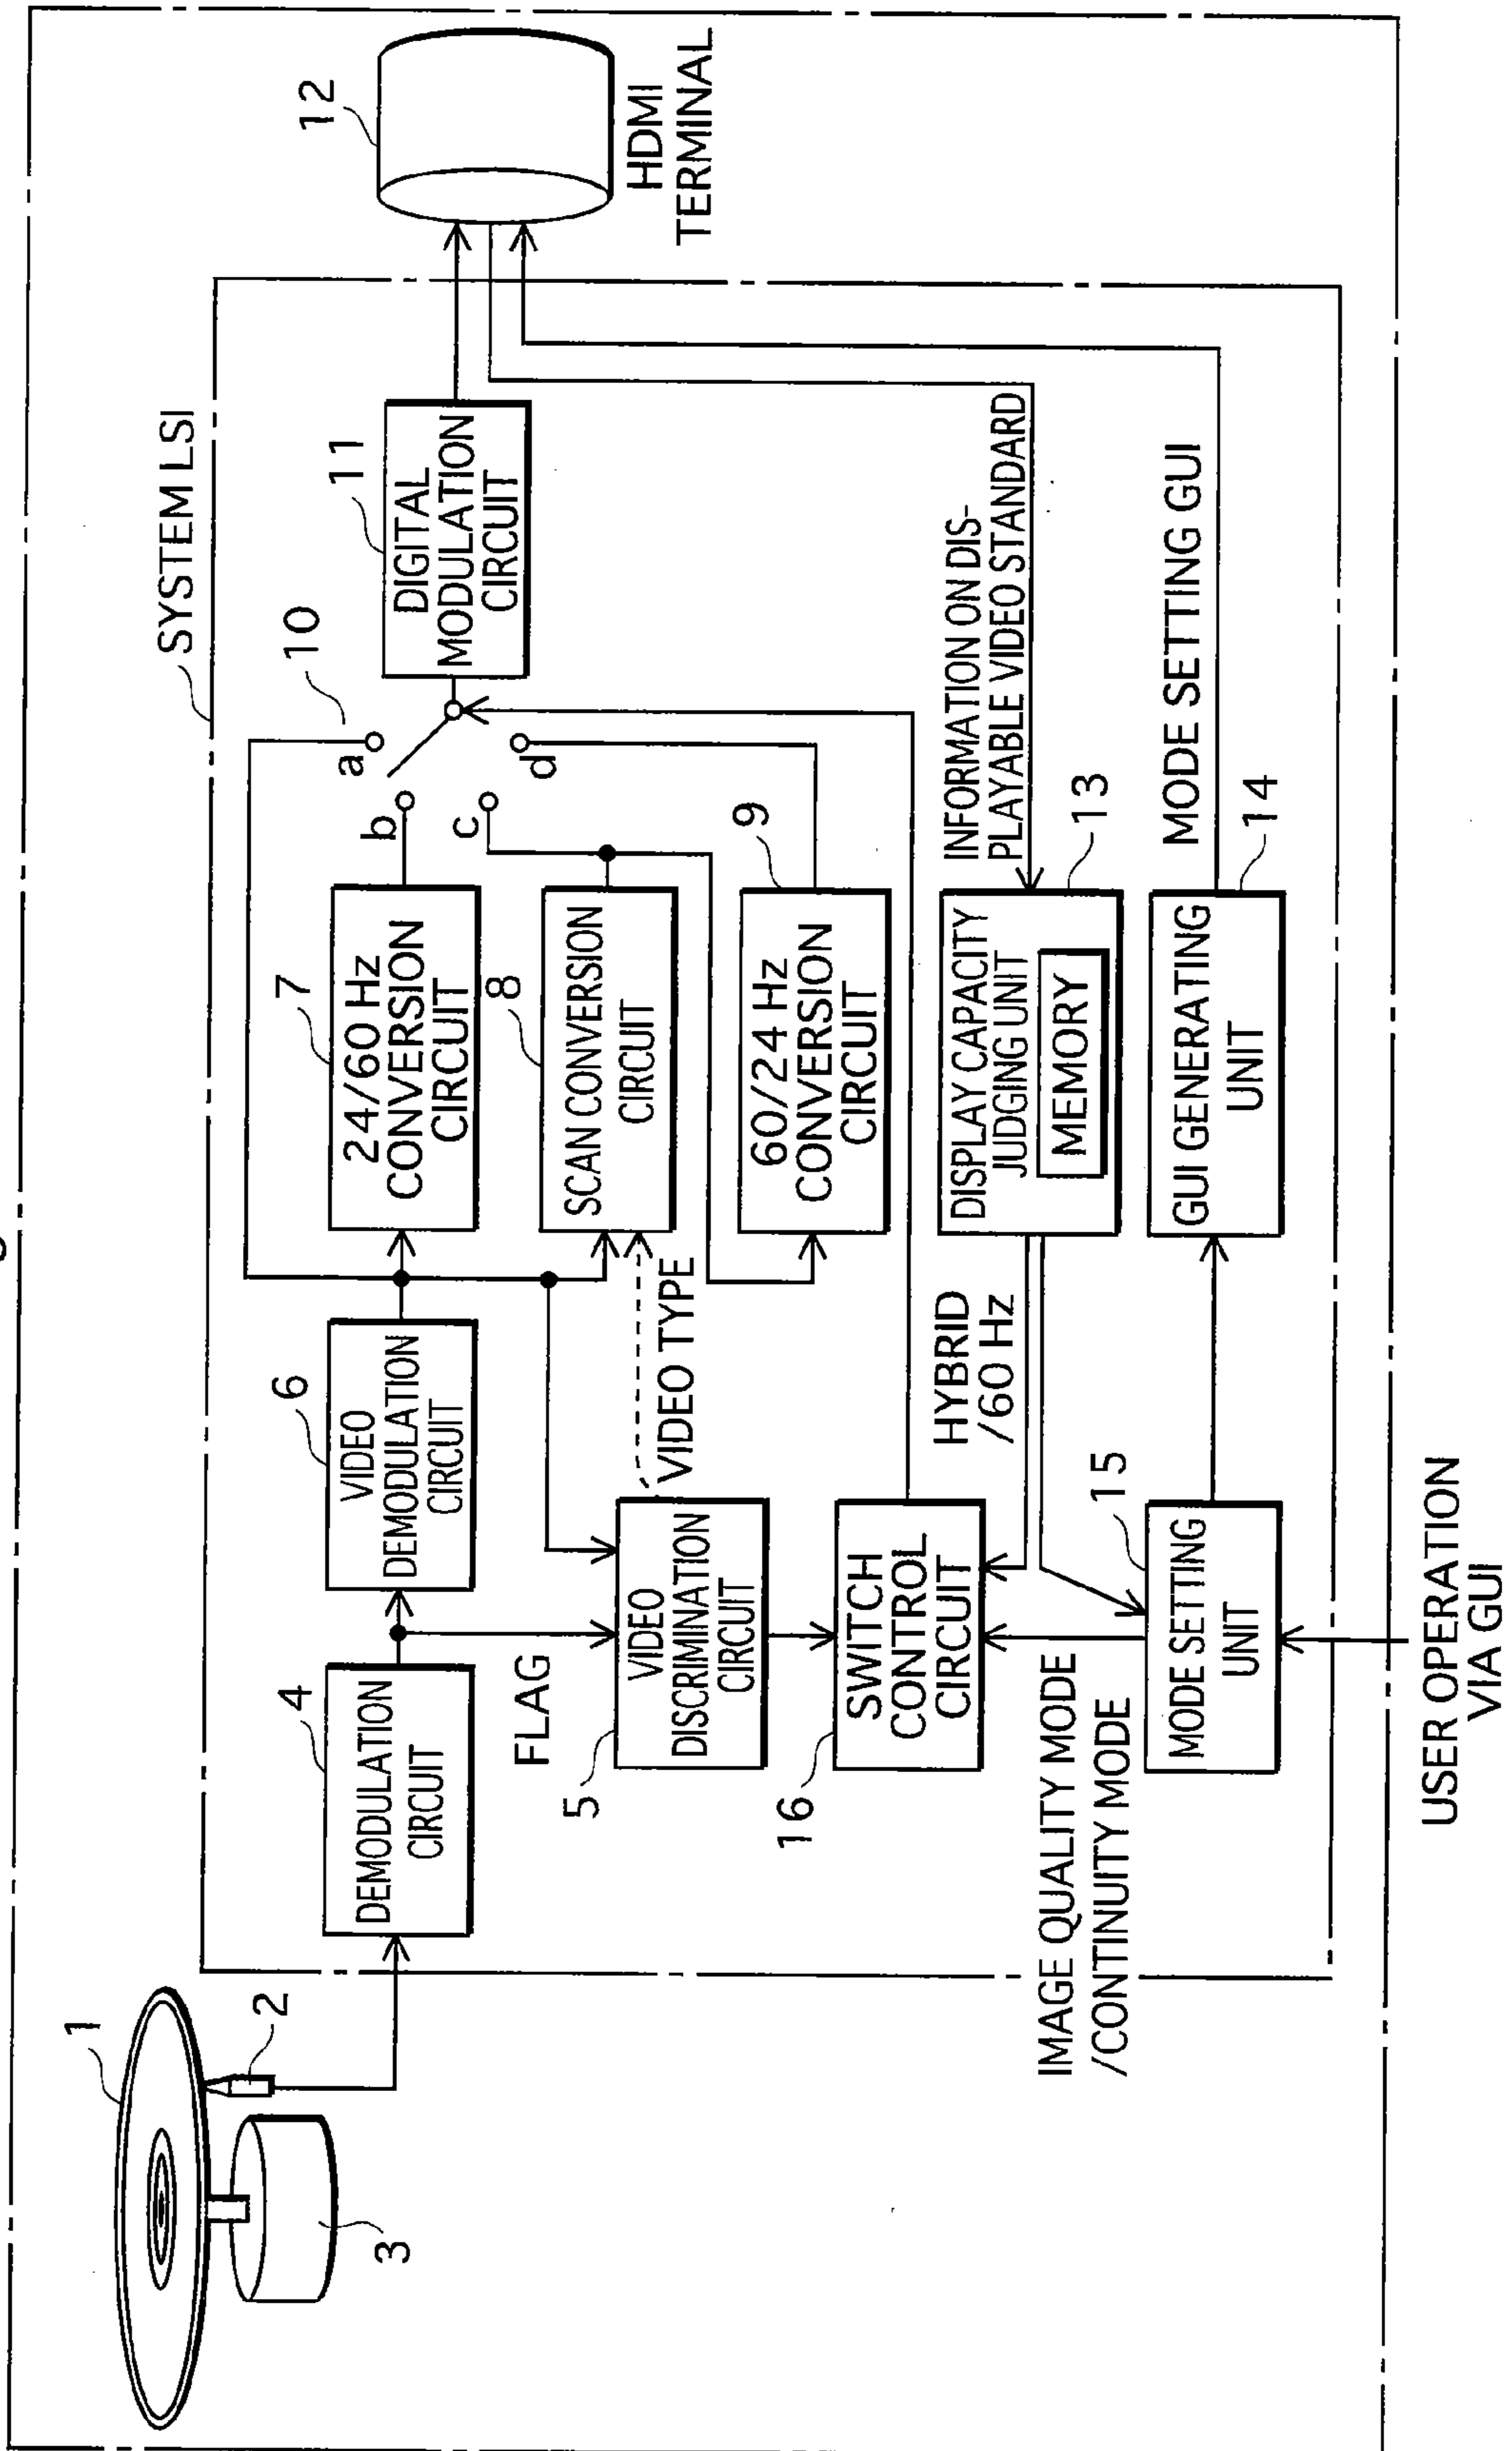 SYSTEM LSI
1
2
3
4
DEMODULATION
CIRCUIT
6
VIDEO
DEMODULATION
CIRCUIT
7
24/60 Hz
CONVERSION
CIRCUIT
10
a
b
c
d
11
DIGITAL
MODULATION
CIRCUIT
12
HDMI
TERMINAL
FLAG
5
VIDEO
DISCRIMINATION
CIRCUIT
VIDEO TYPE
8
SCAN CONVERSION
CIRCUIT
9
60/24 Hz
CONVERSION
CIRCUIT
16
SWITCH
CONTROL
CIRCUIT
HYBRID
/60 Hz
DISPLAY CAPACITY
JUDGING UNIT
MEMORY
13
INFORMATION ON DIS-
PLAYABLE VIDEO STANDARD
IMAGE QUALITY MODE
/CONTINUITY MODE
15
MODE SETTING
UNIT
GUI GENERATING
UNIT
14
MODE SETTING GUI
USER OPERATION
VIA GUI